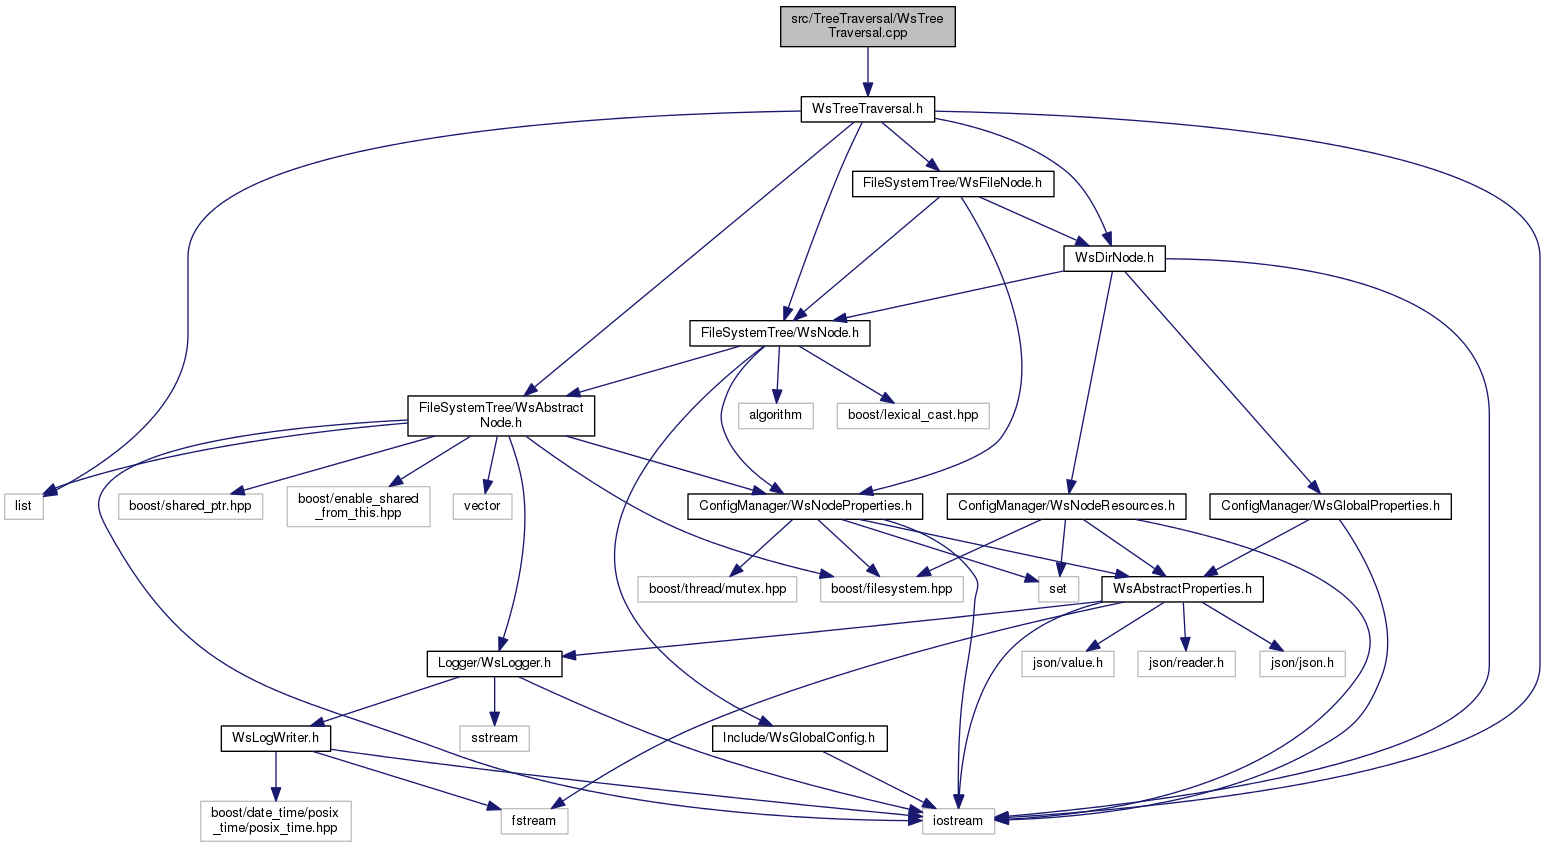 src/TreeTraversal/WsTree
Traversal.cpp
WsTreeTraversal.h
FileSystemTree/WsFileNode.h
WsDirNode.h
FileSystemTree/WsNode.h
FileSystemTree/WsAbstract
Node.h
algorithm
boost/lexical_cast.hpp
list
boost/shared_ptr.hpp
boost/enable_shared
_from_this.hpp
vector
ConfigManager/WsNodeProperties.h
ConfigManager/WsNodeResources.h
ConfigManager/WsGlobalProperties.h
boost/thread/mutex.hpp
boost/filesystem.hpp
set
WsAbstractProperties.h
Logger/WsLogger.h
json/value.h
json/reader.h
json/json.h
WsLogWriter.h
sstream
Include/WsGlobalConfig.h
boost/date_time/posix
_time/posix_time.hpp
fstream
iostream